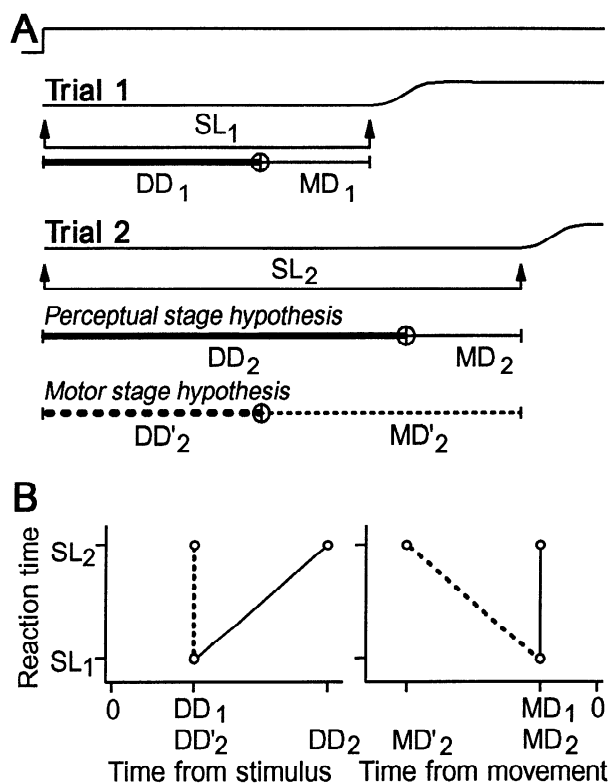 A
Trial 1
SL1
DD1 MD1
Trial 2
SL2
Perceptual stage hypothesis
DD2 MD2
Motor stage hypothesis
DD'2 MD'2
B
Reaction time
SL2
SL1
0 DD1 MD1 0
DD'2 DD2 MD'2 MD2
Time from stimulus Time from movement